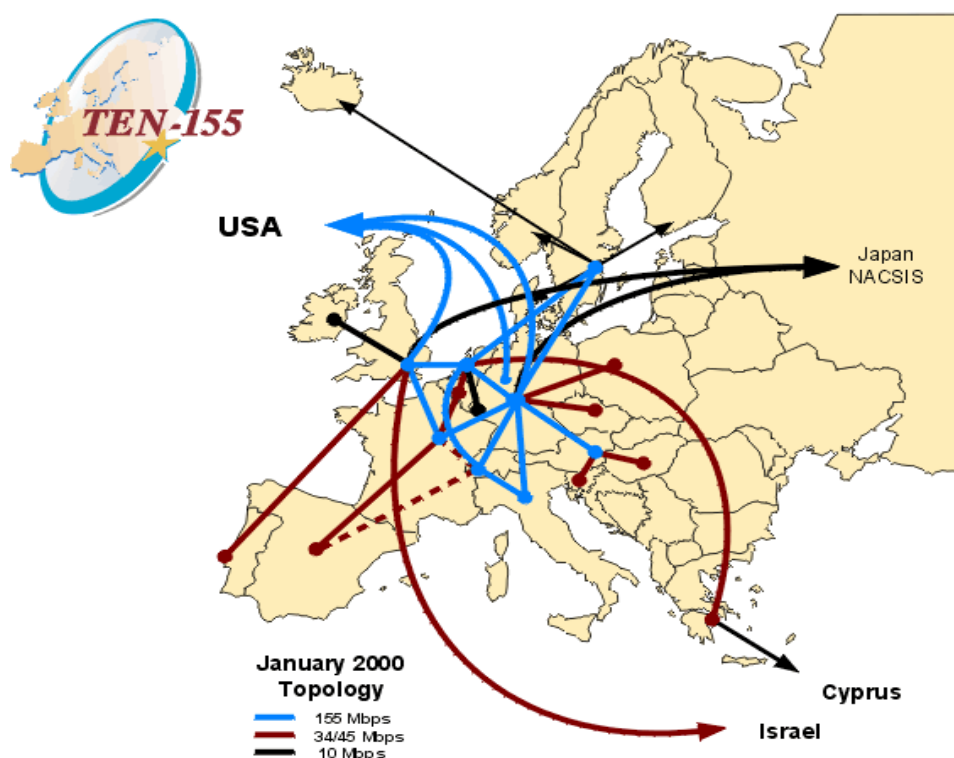 TEN-155
USA
Japan
NACSIS
January 2000
Topology
155 Mbps
34/45 Mbps
10 Mbps
Cyprus
Israel